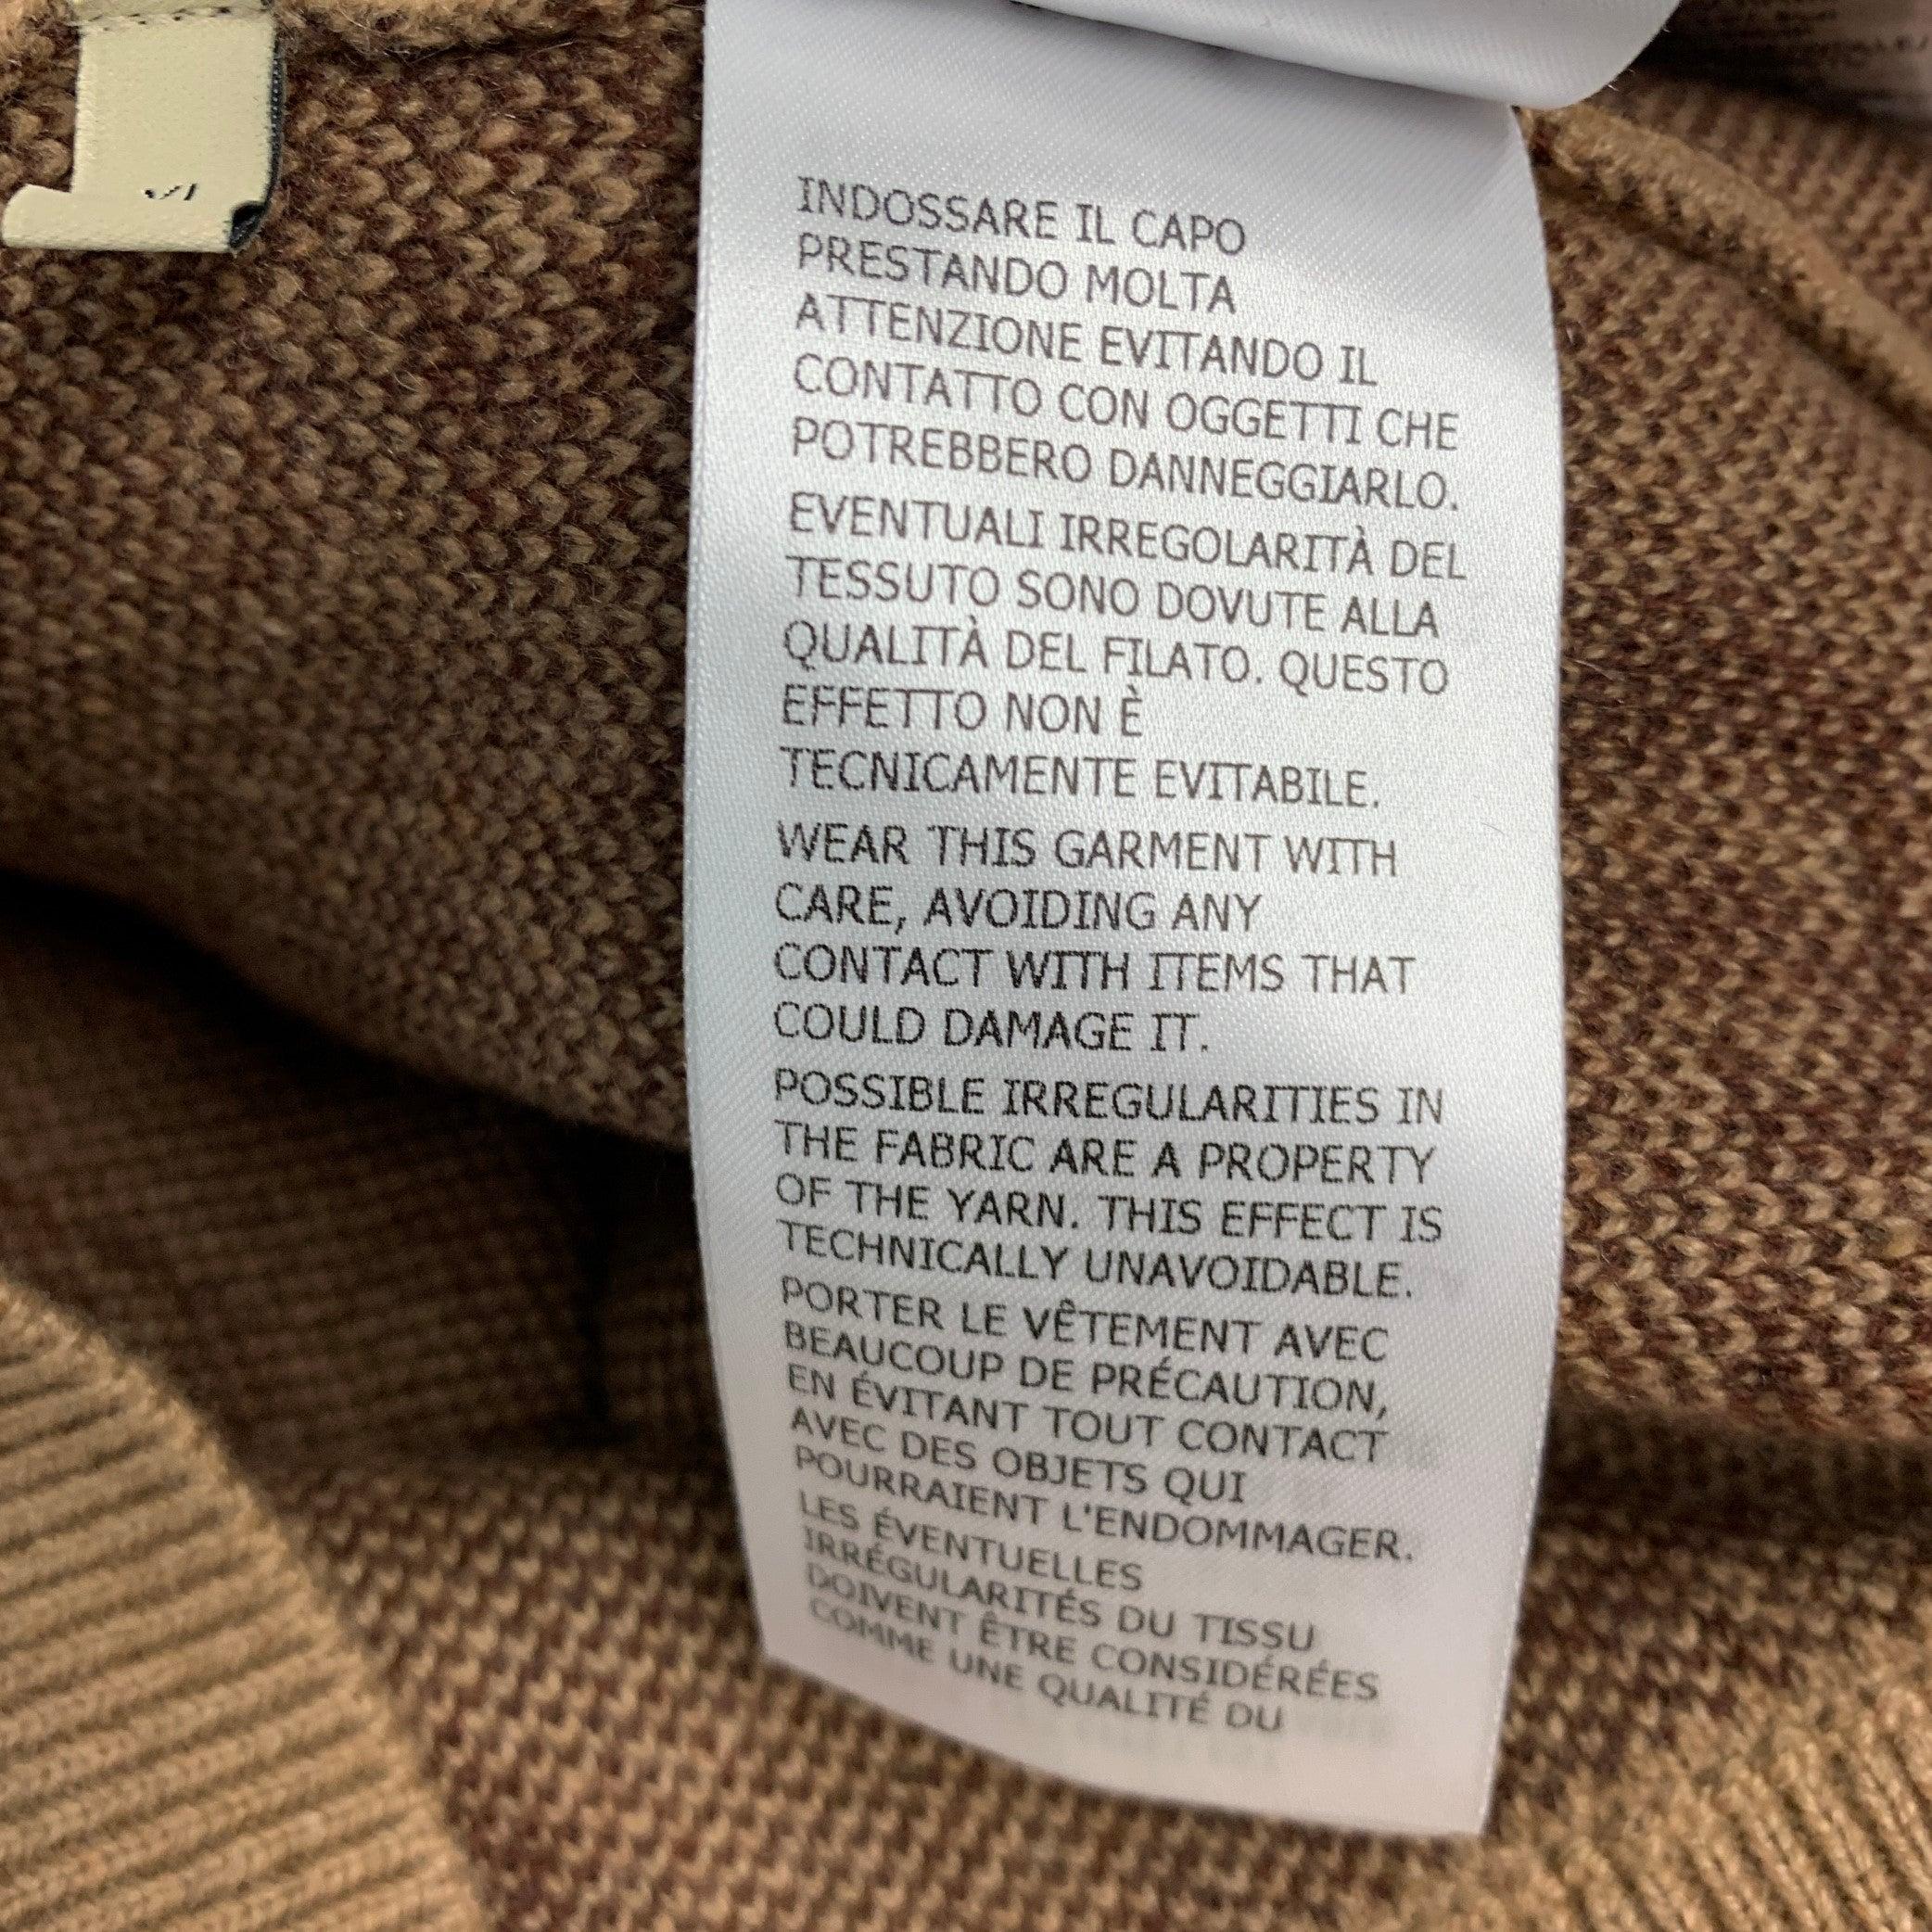 INDOSSARE IL CAPO
PRESTANDO MOLTA
ATTENZIONE EVITANDO IL
CONTATTO CON OGGETTI CHE
POTREBBERO DANNEGGIARLO.
EVENTUALI IRREGOLARITÀ DEL
TESSUTO SONO DOVUTE ALLA
QUALITÀ DEL FILATO. QUESTO
EFFETTO NON È
TECNICAMENTE EVITABILE.
WEAR THIS GARMENT WITH
CARE, AVOIDING ANY
CONTACT WITH ITEMS THAT
COULD DAMAGE IT.
POSSIBLE IRREGULARITIES IN
THE FABRIC ARE A PROPERTY
OF THE YARN. THIS EFFECT IS
TECHNICALLY UNAVOIDABLE.
PORTER LE VÊTEMENT AVEC
BEAUCOUP DE PRÉCAUTION,
EN ÉVITANT TOUT CONTACT
AVEC DES OBJETS QUI
POURRAIENT L'ENDOMMAGER.
LES ÉVENTUELLES
IRRÉGULARITÉS DU TISSU
DOIVENT ÊTRE CONSIDÉRÉES
COMME UNE QUALITÉ DU